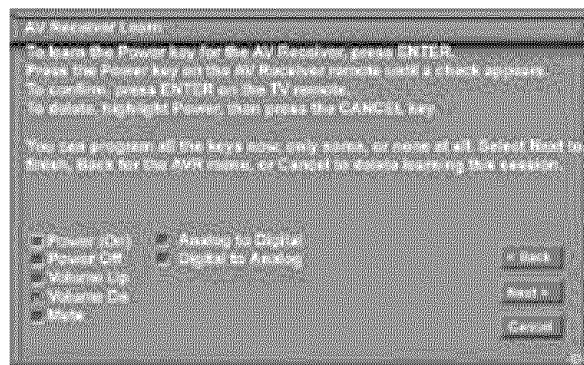 AV Receiver Learn
To learn the Power key for the AV Receiver, press ENTER.
Press the Power key on the AV Receiver remote until a check appears.
To confirm, press ENTER on the TV remote.
To delete, highlight Power, then press the CANCEL key.
You can program all the keys now, only some, or none at all. Select Next to
finish, Back for the AVR menu, or Cancel to delete learning this session.
Power (On)
Analog to Digital
Power Off
Digital to Analog
< Back
Volume Up
Volume Dn
Next >
Mute
Cancel